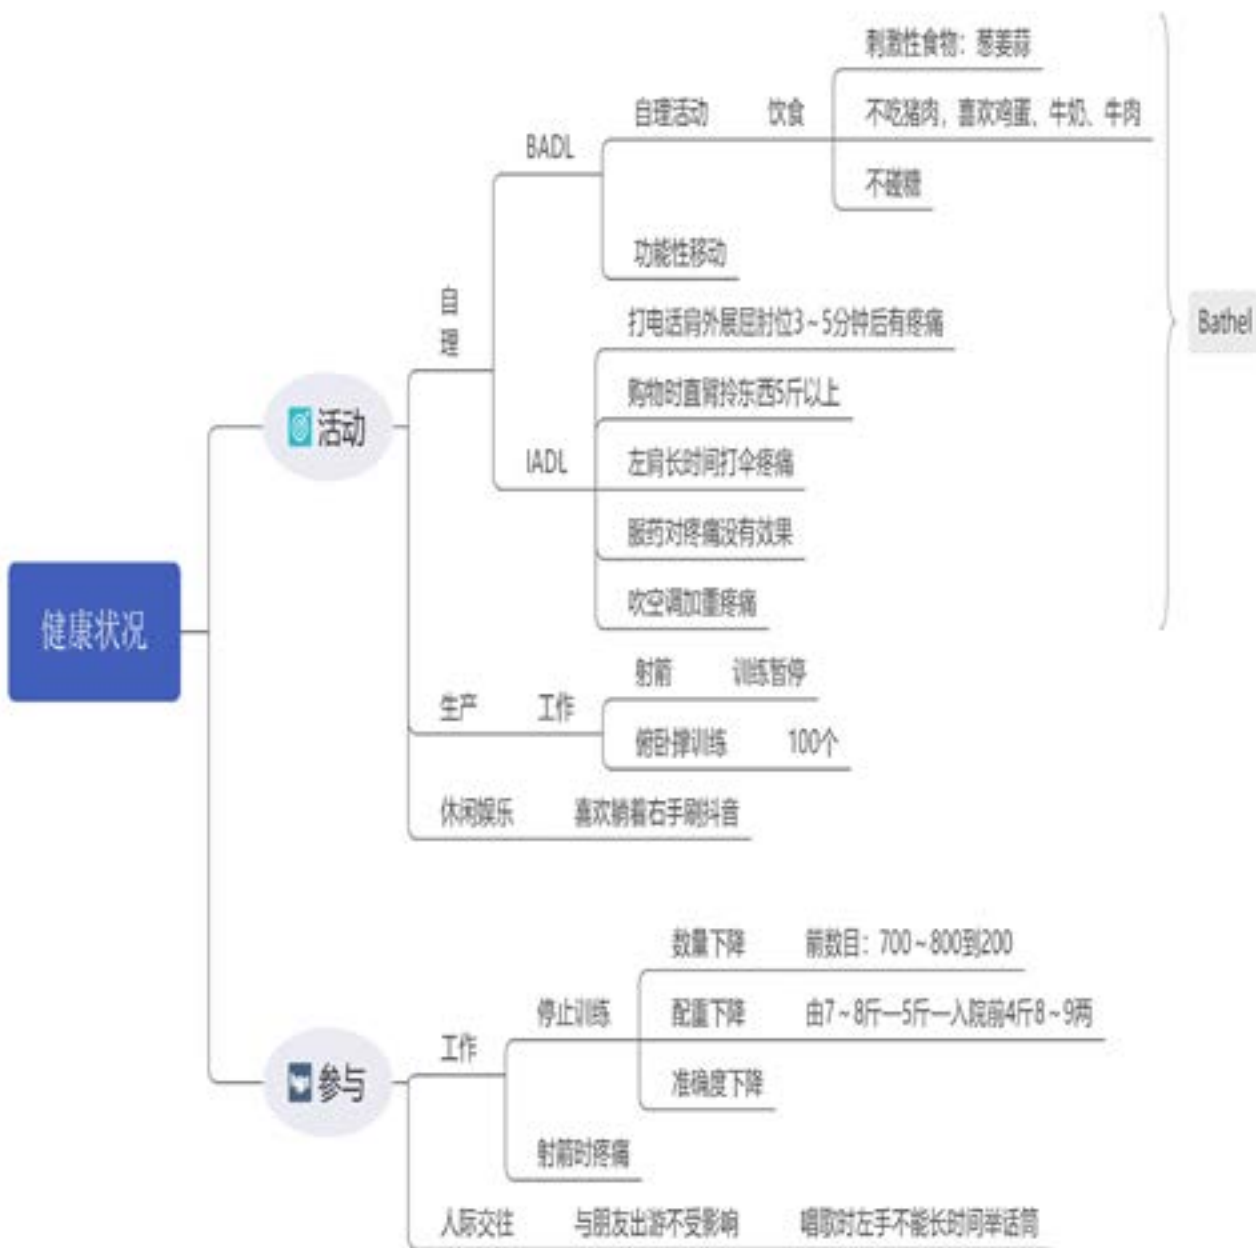 健康状况
活动
自理
BADL
自理活动
饮食
刺激性食物：葱姜蒜
不吃猪肉，喜欢鸡蛋、牛奶、牛肉
不碰糖
功能性移动
IADL
打电话肩外展屈肘位3～5分钟后有疼痛
购物时直臂拎东西5斤以上
左肩长时间打伞疼痛
服药对疼痛没有效果
吹空调加重疼痛
Bathel
生产
工作
射箭
训练暂停
俯卧撑训练
100个
休闲娱乐
喜欢躺着右手刷抖音
参与
工作
停止训练
数量下降
箭数目：700～800到200
配重下降
由7～8斤—5斤—入院前4斤8～9两
准确度下降
射箭时疼痛
人际交往
与朋友出游不受影响
唱歌时左手不能长时间举话筒